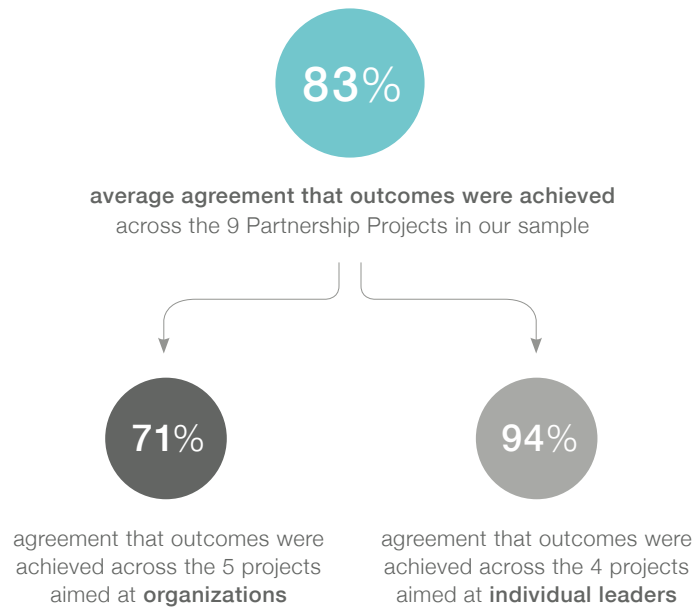 83%
average agreement that outcomes were achieved
across the 9 Partnership Projects in our sample
71%
agreement that outcomes were
achieved across the 5 projects
aimed at organizations
94%
agreement that outcomes were
achieved across the 4 projects
aimed at individual leaders